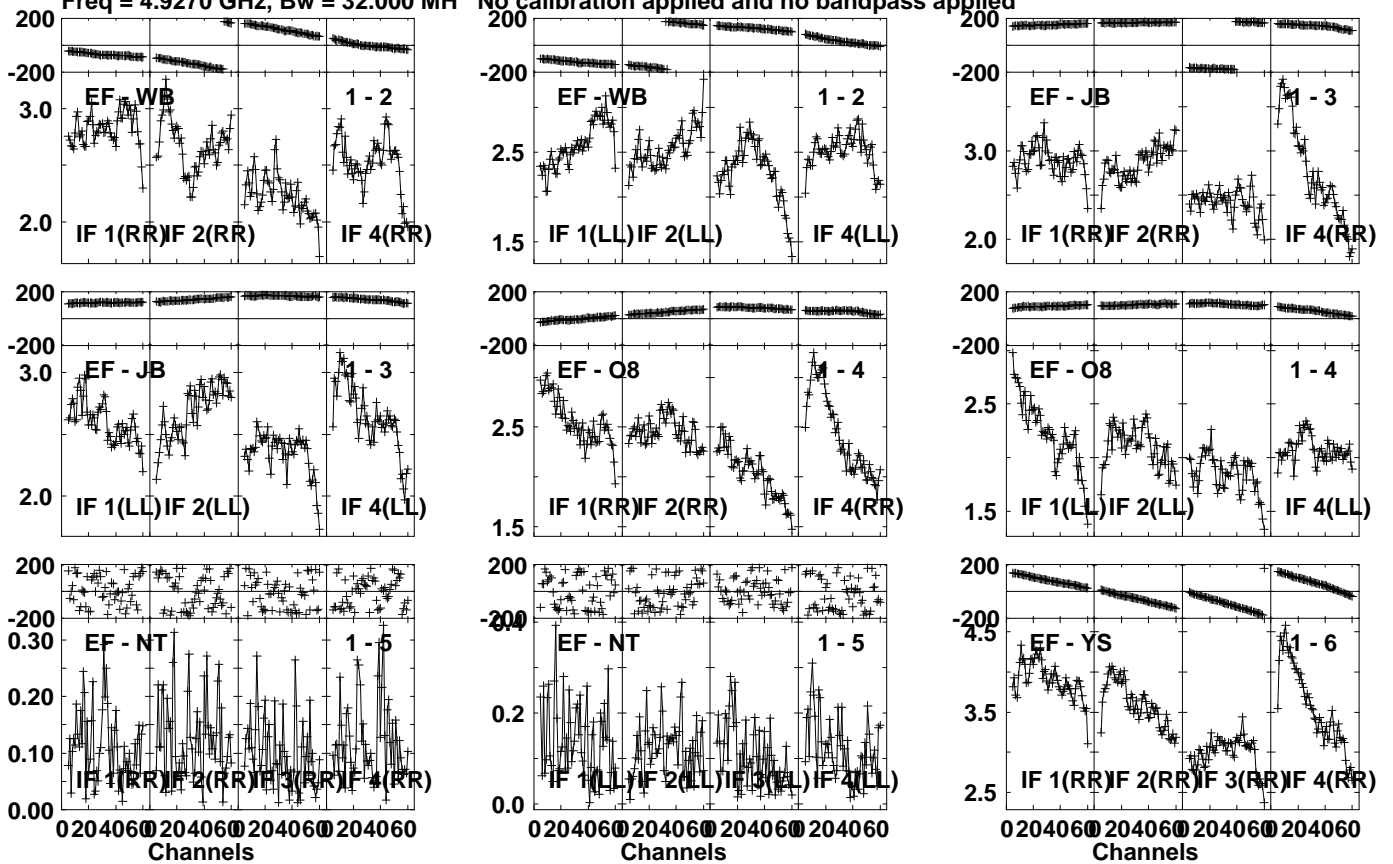 Freq = 4.9270 GHz, Bw = 32.000 MH No calibration applied and no bandpass applied
200
-200
3.0
2.0
EF - WB 1 - 2
IF 1(RR) IF 2(RR) IF 4(RR)
200
-200
2.5
1.5
EF - WB 1 - 2
IF 1(LL) IF 2(LL) IF 4(LL)
200
-200
3.0
2.0
EF - JB 1 - 3
IF 1(RR) IF 2(RR) IF 4(RR)
200
-200
3.0
2.0
EF - JB 1 - 3
IF 1(LL) IF 2(LL) IF 4(LL)
200
-200
2.5
1.5
EF - O8 1 - 4
IF 1(RR) IF 2(RR) IF 4(RR)
200
-200
2.5
1.5
EF - O8 1 - 4
IF 1(LL) IF 2(LL) IF 4(LL)
200
-200
0.30
0.20
0.10
0.00
EF - NT 1 - 5
IF 1(RR) IF 2(RR) IF 3(RR) IF 4(RR)
0 20 40 60 0 20 40 60 0 20 40 60 0 20 40 60
Channels
200
-200
0.4
0.2
0.0
EF - NT 1 - 5
IF 1(LL) IF 2(LL) IF 3(LL) IF 4(LL)
0 20 40 60 0 20 40 60 0 20 40 60 0 20 40 60
Channels
200
-200
4.5
3.5
2.5
EF - YS 1 - 6
IF 1(RR) IF 2(RR) IF 3(RR) IF 4(RR)
0 20 40 60 0 20 40 60 0 20 40 60 0 20 40 60
Channels